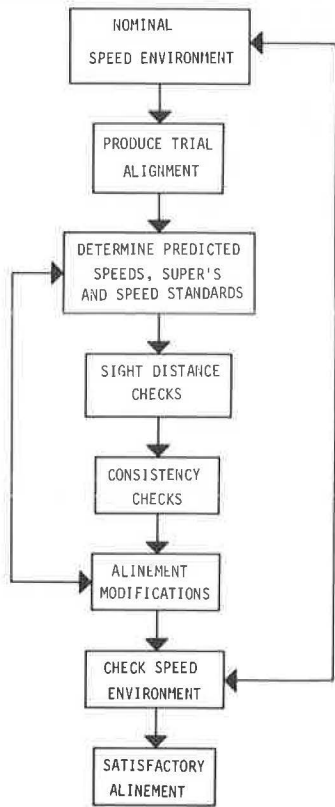 NOMINAL
SPEED ENVIRONMENT
PRODUCE TRIAL
ALIGNMENT
DETERMINE PREDICTED
SPEEDS, SUPER'S
AND SPEED STANDARDS
SIGHT DISTANCE
CHECKS
CONSISTENCY
CHECKS
ALINEMENT
MODIFICATIONS
CHECK SPEED
ENVIRONMENT
SATISFACTORY
ALINEMENT